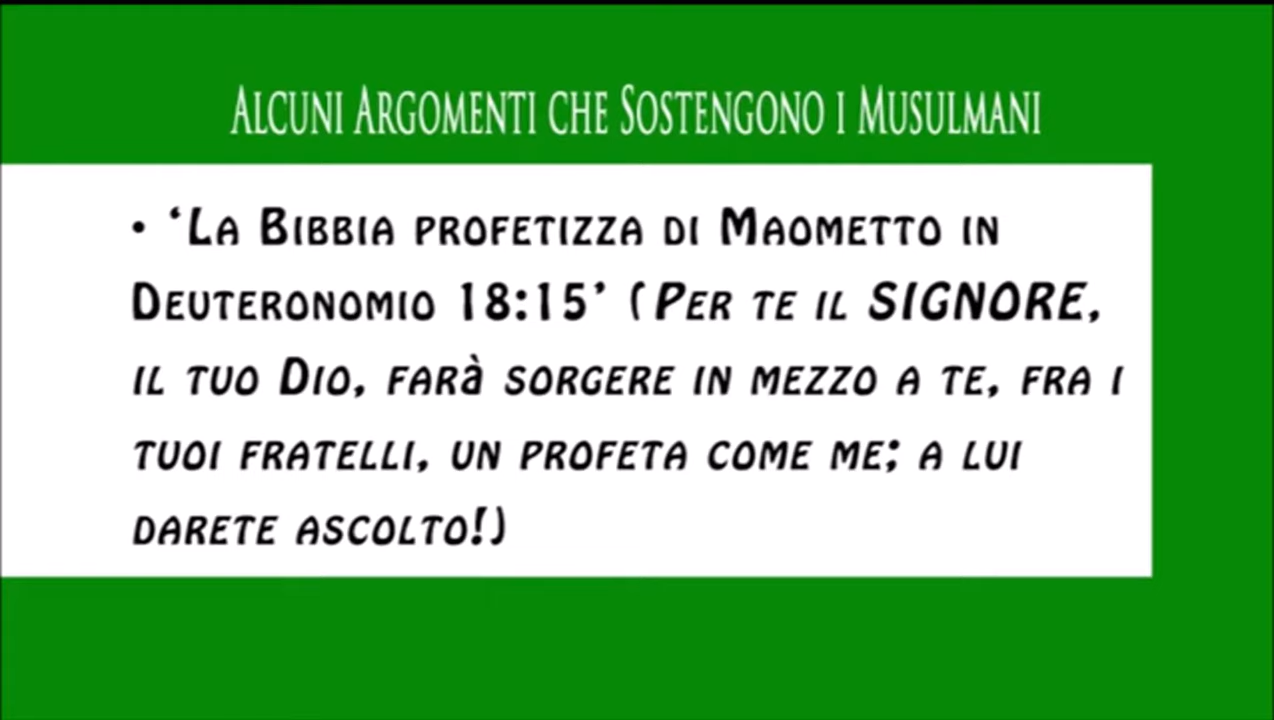 Alcuni Argomenti che Sostengono i Musulmani
• ‘La Bibbia profetizza di Maometto in
Deuteronomio 18:15’ (Per te il SIGNORE,
il tuo Dio, farà sorgere in mezzo a te, fra i
tuoi fratelli, un profeta come me; a lui
darete ascolto!)